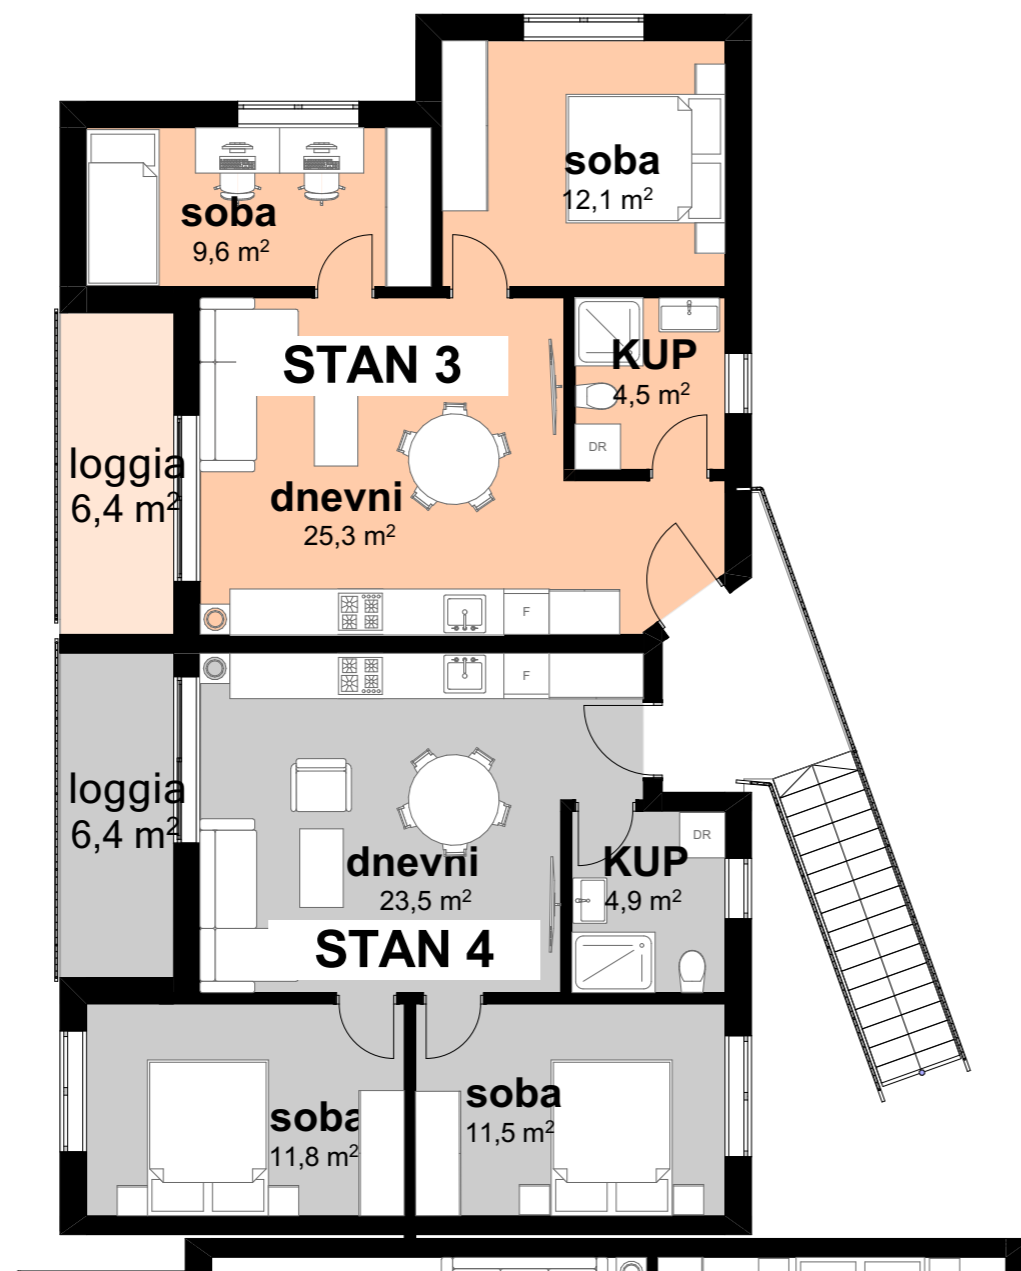 soba
12,1 m²
soba
9,6 m²
STAN 3
KUP
4,5 m²
DR
loggia
6,4 m²
dnevni
25,3 m²
F
F
loggia
6,4 m²
dnevni
23,5 m²
DR
KUP
4,9 m²
STAN 4
soba
11,8 m²
soba
11,5 m²